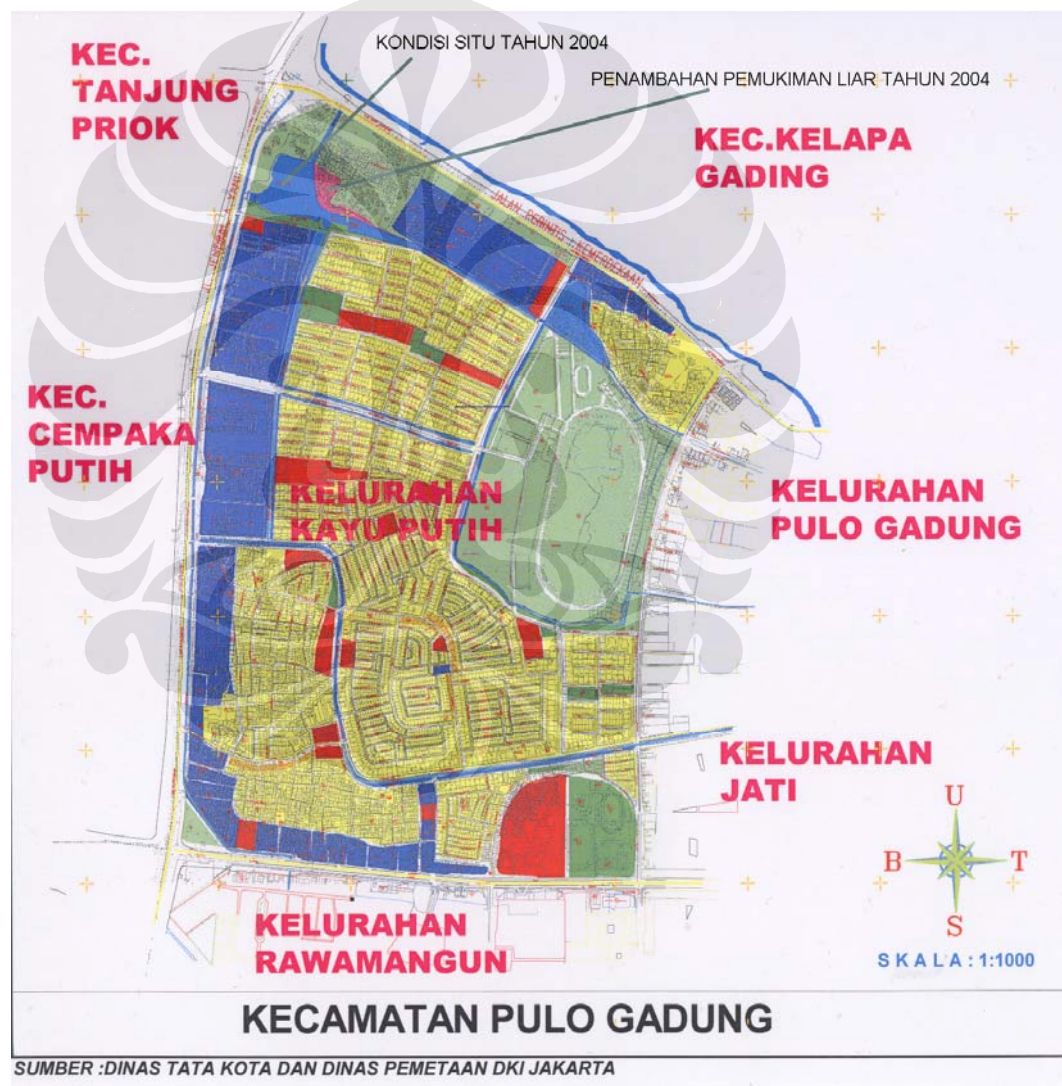 KONDISI SITU TAHUN 2004
PENAMBAHAN PEMUKIMAN LIAR TAHUN 2004
KEC.
TANJUNG
PRIOK
KEC.KELAPA
GADING
JALAN PERINTIS KEMERDEKAAN
KEC.
CEMPAKA
PUTIH
KELURAHAN
KAYU PUTIH
KELURAHAN
PULO GADUNG
KELURAHAN
JATI
KELURAHAN
RAWAMANGUN
U
B
T
S
SKALA : 1:1000
KECAMATAN PULO GADUNG
SUMBER :DINAS TATA KOTA DAN DINAS PEMETAAN DKI JAKARTA